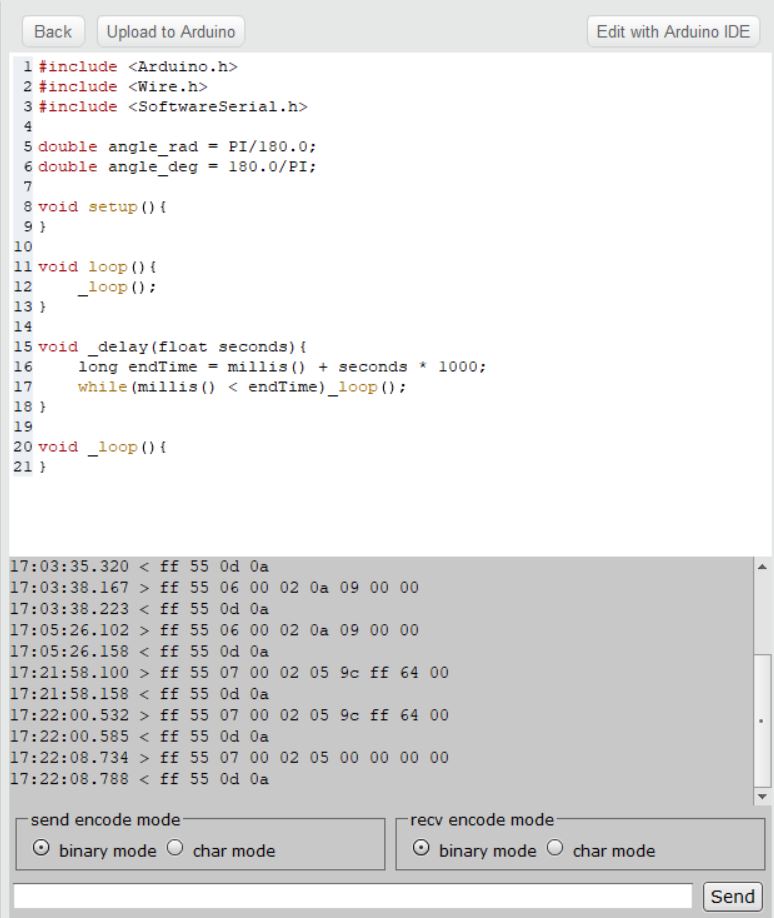 Back Upload to Arduino Edit with Arduino IDE
1 #include <Arduino.h>
2 #include <Wire.h>
3 #include <SoftwareSerial.h>
4
5 double angle_rad = PI/180.0;
6 double angle_deg = 180.0/PI;
7
8 void setup(){
9 }
10
11 void loop(){
12     _loop();
13 }
14
15 void _delay(float seconds){
16     long endTime = millis() + seconds * 1000;
17     while(millis() < endTime)_loop();
18 }
19
20 void _loop(){
21 }
17:03:35.320 < ff 55 0d 0a
17:03:38.167 > ff 55 06 00 02 0a 09 00 00
17:03:38.223 < ff 55 0d 0a
17:05:26.102 > ff 55 06 00 02 0a 09 00 00
17:05:26.158 < ff 55 0d 0a
17:21:58.100 > ff 55 07 00 02 05 9c ff 64 00
17:21:58.158 < ff 55 0d 0a
17:22:00.532 > ff 55 07 00 02 05 9c ff 64 00
17:22:00.585 < ff 55 0d 0a
17:22:08.734 > ff 55 07 00 02 05 00 00 00 00
17:22:08.788 < ff 55 0d 0a
send encode mode recv encode mode
binary mode char mode binary mode char mode
Send